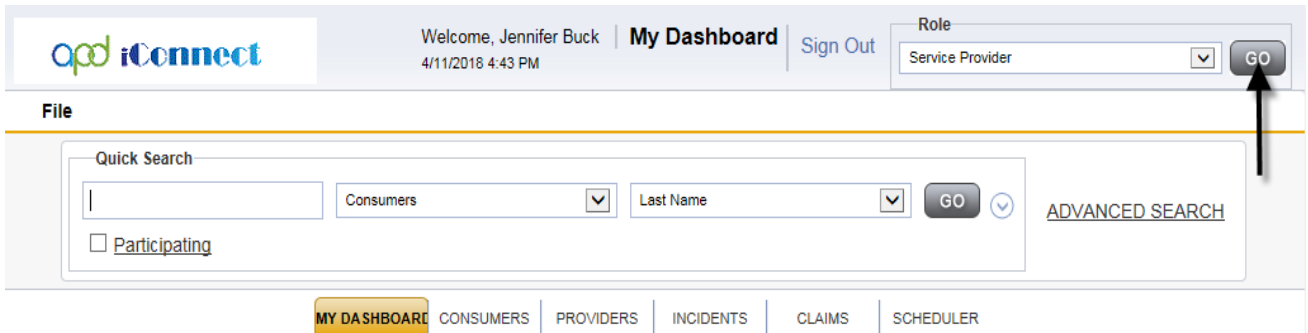 apd iConnect
Welcome, Jennifer Buck
My Dashboard
Sign Out
4/11/2018 4:43 PM
Role
Service Provider
GO
File
Quick Search
Consumers
Last Name
GO
ADVANCED SEARCH
Participating
MY DASHBOARD
CONSUMERS
PROVIDERS
INCIDENTS
CLAIMS
SCHEDULER